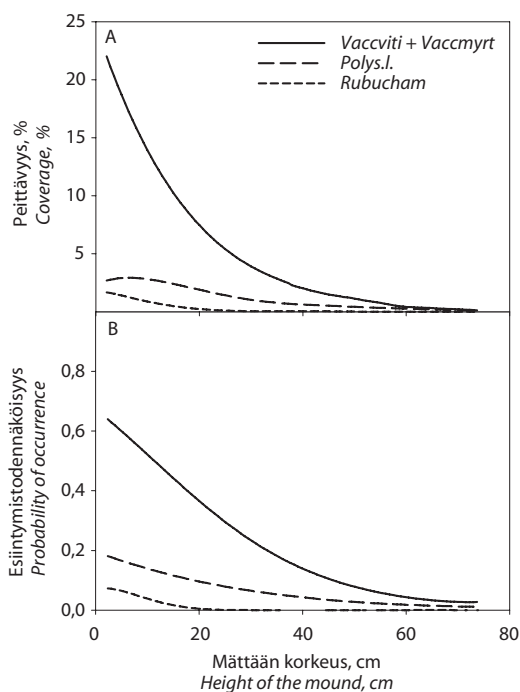 A
Vaccviti + Vaccmyrt
Polys.l.
Rubucham
25
20
15
10
5
Peittävyys, %
Coverage, %
B
0,8
0,6
0,4
0,2
0,0
Esiintymistodennäköisyys
Probability of occurrence
0 20 40 60 80
Mättään korkeus, cm
Height of the mound, cm